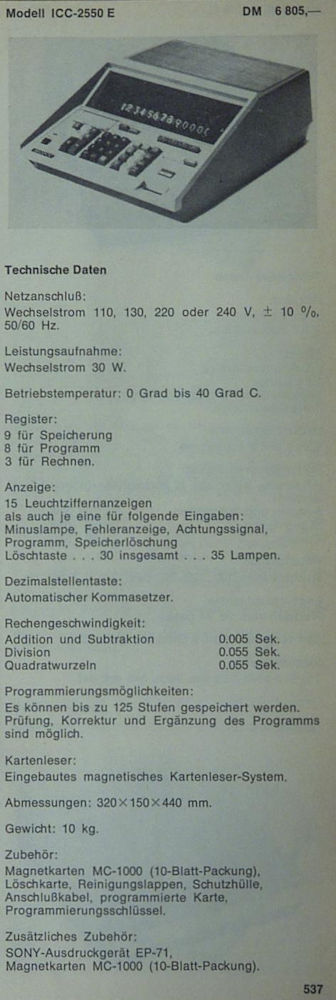 Modell ICC-2550 E DM 6 805,—
1234567890000
Technische Daten
Netzanschluß:
Wechselstrom 110, 130, 220 oder 240 V, ± 10 %,
50/60 Hz.
Leistungsaufnahme:
Wechselstrom 30 W.
Betriebstemperatur: 0 Grad bis 40 Grad C.
Register:
9 für Speicherung
8 für Programm
3 für Rechnen.
Anzeige:
15 Leuchtziffernanzeigen
als auch je eine für folgende Eingaben:
Minuslampe, Fehleranzeige, Achtungssignal,
Programm, Speicherlöschung
Löschtaste . . . 30 insgesamt . . . 35 Lampen.
Dezimalstellentaste:
Automatischer Kommasetzer.
Rechengeschwindigkeit:
Addition und Subtraktion 0.005 Sek.
Division 0.055 Sek.
Quadratwurzeln 0.055 Sek.
Programmierungsmöglichkeiten:
Es können bis zu 125 Stufen gespeichert werden.
Prüfung, Korrektur und Ergänzung des Programms
sind möglich.
Kartenleser:
Eingebautes magnetisches Kartenleser-System.
Abmessungen: 320×150×440 mm.
Gewicht: 10 kg.
Zubehör:
Magnetkarten MC-1000 (10-Blatt-Packung),
Löschkarte, Reinigungslappen, Schutzhülle,
Anschlußkabel, programmierte Karte,
Programmierungsschlüssel.
Zusätzliches Zubehör:
SONY-Ausdruckgerät EP-71,
Magnetkarten MC-1000 (10-Blatt-Packung).
537